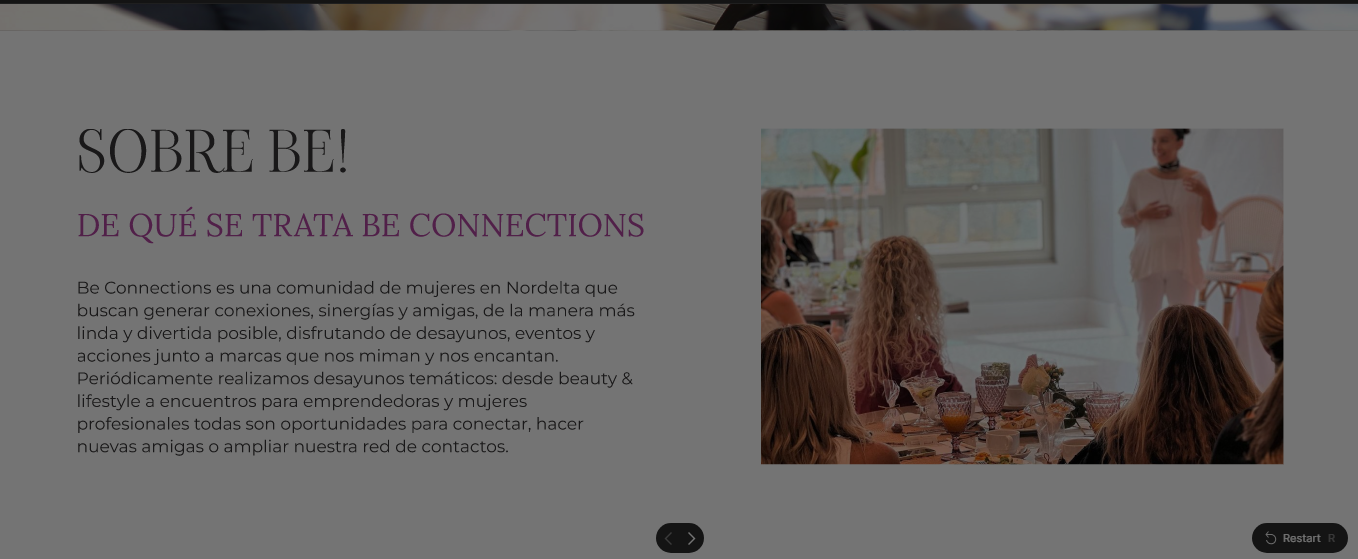 SOBRE BE!
DE QUÉ SE TRATA BE CONNECTIONS
Be Connections es una comunidad de mujeres en Nordelta que
buscan generar conexiones, sinergías y amigas, de la manera más
linda y divertida posible, disfrutando de desayunos, eventos y
acciones junto a marcas que nos miman y nos encantan.
Periódicamente realizamos desayunos temáticos: desde beauty &
lifestyle a encuentros para emprendedoras y mujeres
profesionales todas son oportunidades para conectar, hacer
nuevas amigas o ampliar nuestra red de contactos.
Restart R